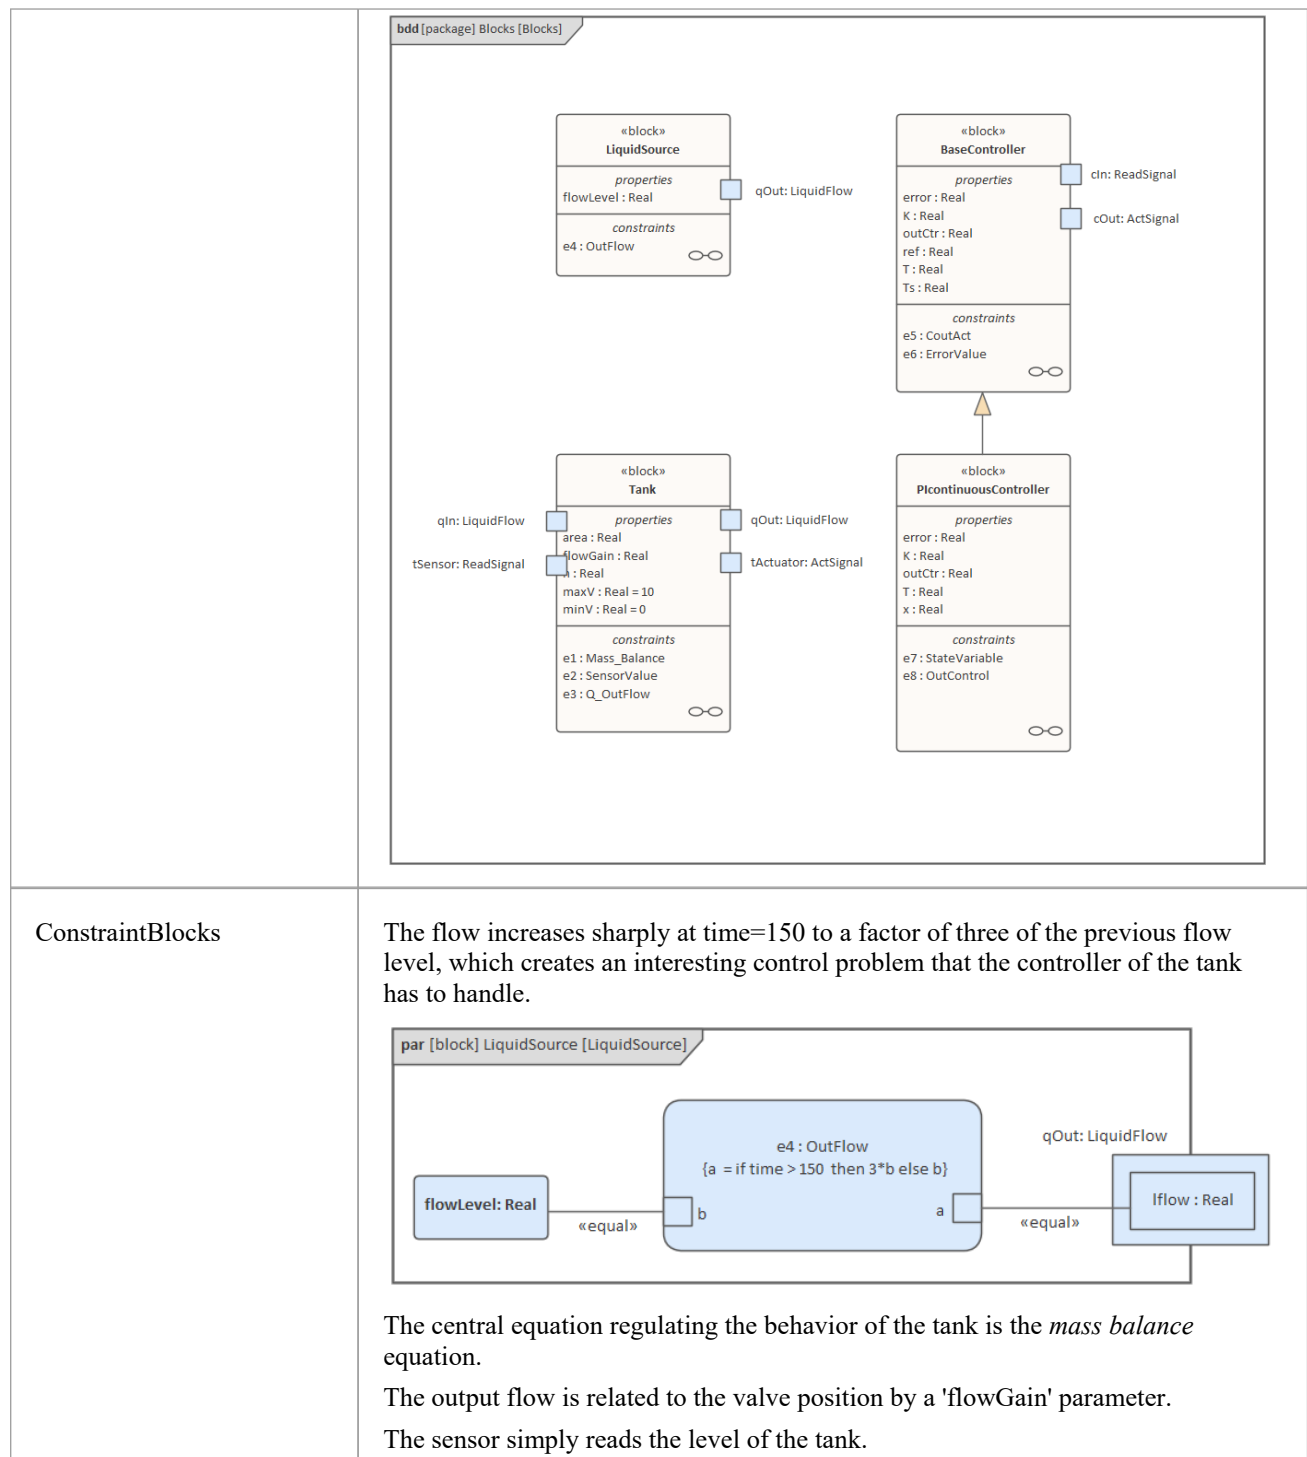 bdd [package] Blocks [Blocks]
«block»
LiquidSource
properties
flowLevel : Real
constraints
e4 : OutFlow
qOut: LiquidFlow
«block»
BaseController
properties
error : Real
K : Real
outCtr : Real
ref : Real
T : Real
Ts : Real
constraints
e5 : CoutAct
e6 : ErrorValue
cIn: ReadSignal
cOut: ActSignal
«block»
Tank
properties
area : Real
flowGain : Real
: Real
maxV : Real = 10
minV : Real = 0
constraints
e1 : Mass_Balance
e2 : SensorValue
e3 : Q_OutFlow
qIn: LiquidFlow
tSensor: ReadSignal
qOut: LiquidFlow
tActuator: ActSignal
«block»
PIcontinuousController
properties
error : Real
K : Real
outCtr : Real
T : Real
x : Real
constraints
e7 : StateVariable
e8 : OutControl
ConstraintBlocks
The flow increases sharply at time=150 to a factor of three of the previous flow
level, which creates an interesting control problem that the controller of the tank
has to handle.
par [block] LiquidSource [LiquidSource]
flowLevel: Real
«equal»
b
e4 : OutFlow
{a = if time > 150 then 3*b else b}
a
«equal»
qOut: LiquidFlow
lflow : Real
The central equation regulating the behavior of the tank is the mass balance
equation.
The output flow is related to the valve position by a 'flowGain' parameter.
The sensor simply reads the level of the tank.